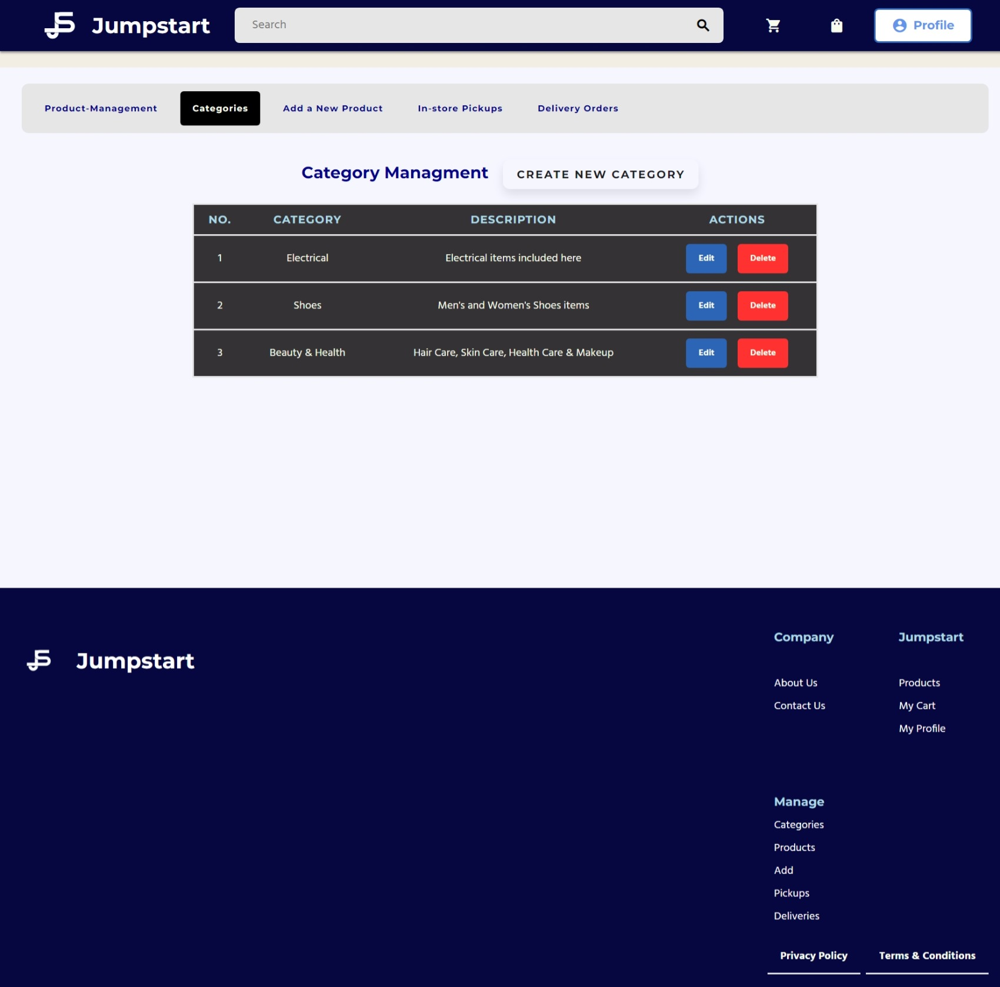 Jumpstart
Search
Profile
Product-Management
Categories
Add a New Product
In-store Pickups
Delivery Orders
Category Managment
CREATE NEW CATEGORY
NO. CATEGORY DESCRIPTION ACTIONS
1 Electrical Electrical items included here Edit Delete
2 Shoes Men's and Women's Shoes items Edit Delete
3 Beauty & Health Hair Care, Skin Care, Health Care & Makeup Edit Delete
Jumpstart
Company
About Us
Contact Us
Jumpstart
Products
My Cart
My Profile
Manage
Categories
Products
Add
Pickups
Deliveries
Privacy Policy
Terms & Conditions